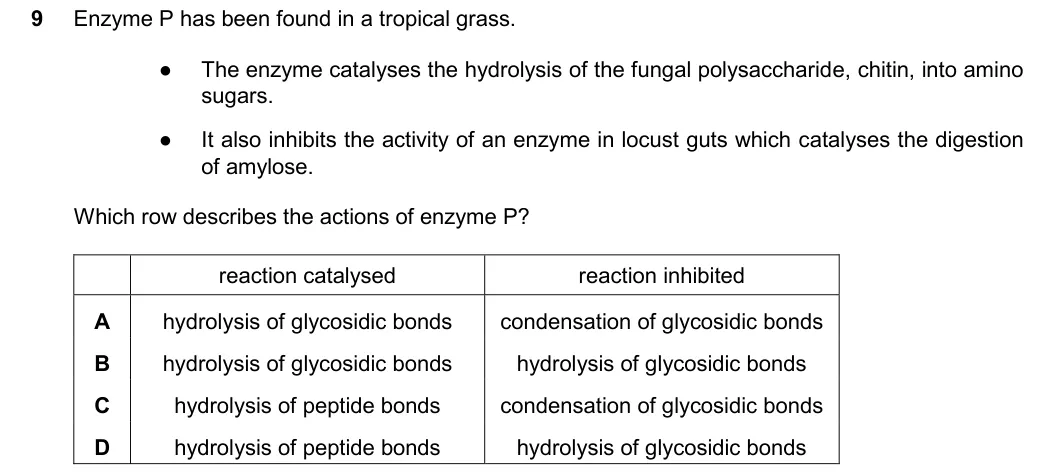 9 Enzyme P has been found in a tropical grass.
● The enzyme catalyses the hydrolysis of the fungal polysaccharide, chitin, into amino
sugars.
● It also inhibits the activity of an enzyme in locust guts which catalyses the digestion
of amylose.
Which row describes the actions of enzyme P?
reaction catalysed reaction inhibited
A hydrolysis of glycosidic bonds condensation of glycosidic bonds
B hydrolysis of glycosidic bonds hydrolysis of glycosidic bonds
C hydrolysis of peptide bonds condensation of glycosidic bonds
D hydrolysis of peptide bonds hydrolysis of glycosidic bonds